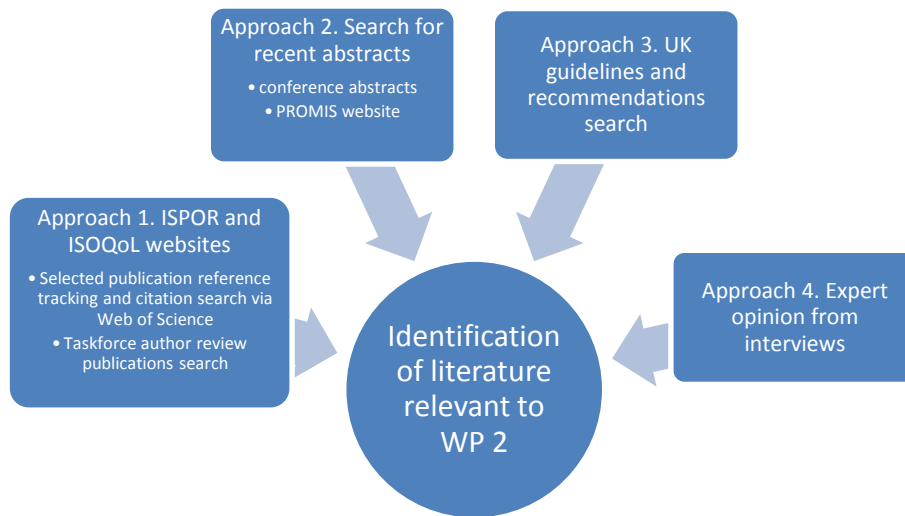 Approach 1. ISPOR and
ISOQoL websites
• Selected publication reference
tracking and citation search via
Web of Science
• Taskforce author review
publications search
Approach 2. Search for
recent abstracts
• conference abstracts
• PROMIS website
Approach 3. UK
guidelines and
recommendations
search
Approach 4. Expert
opinion from
interviews
Identification
of literature
relevant to
WP 2